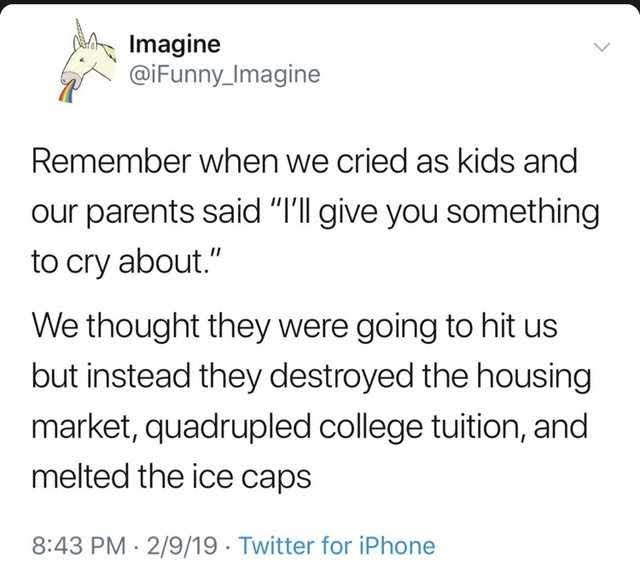 Imagine
@iFunny_Imagine
Remember when we cried as kids and
our parents said "I'll give you something
to cry about."
We thought they were going to hit us
but instead they destroyed the housing
market, quadrupled college tuition, and
melted the ice caps
8:43 PM · 2/9/19 · Twitter for iPhone